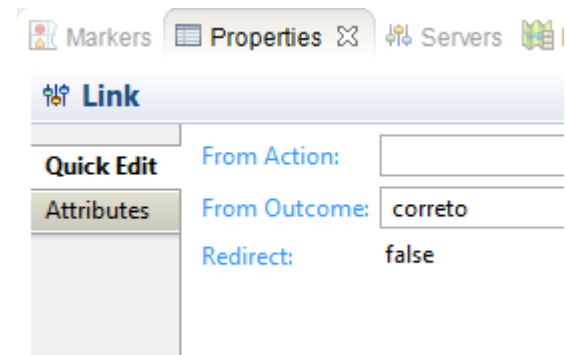 Markers Properties Servers
Link
Quick Edit From Action:
Attributes From Outcome: correto
Redirect: false